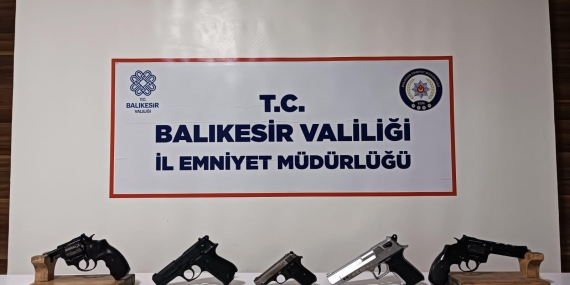 T.C.
BALIKESİR
VALİLİĞİ
T.C.
BALIKESİR VALİLİĞİ
İL EMNİYET MÜDÜRLÜĞÜ